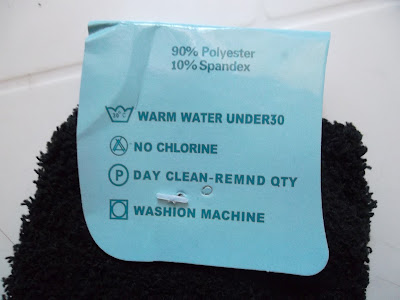 90% Polyester
10% Spandex
WARM WATER UNDER30
NO CHLORINE
P DAY CLEAN-REMND QTY
WASHION MACHINE